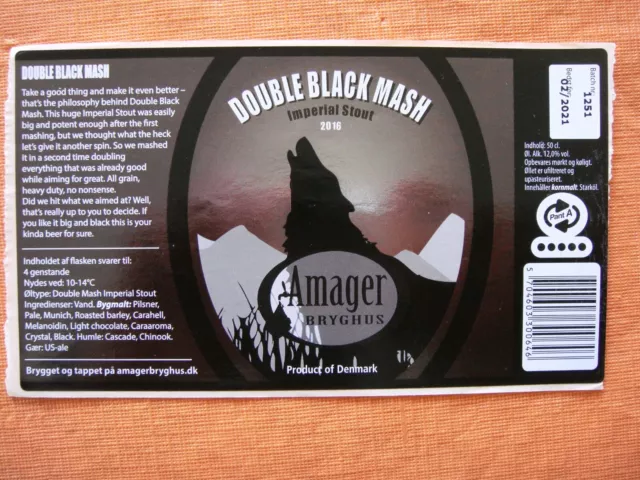 DOUBLE BLACK MASH
Take a good thing and make it even better –
that's the philosophy behind Double Black
Mash. This huge Imperial Stout was easily
big and potent enough after the first
mashing, but we thought what the heck
let's give it another spin. So we mashed
it in a second time doubling
everything that was already good
while aiming for great. All grain,
heavy duty, no nonsense.
Did we hit what we aimed at? Well,
that's really up to you to decide. If
you like it big and black this is your
kinda beer for sure.
Indholdet af flasken svarer til:
4 genstande
Nydes ved: 10-14°C
Øltype: Double Mash Imperial Stout
Ingredienser: Vand. Bygmalt: Pilsner,
Pale, Munich, Roasted barley, Carahell,
Melanoidin, Light chocolate, Caraaroma,
Crystal, Black. Humle: Cascade, Chinook.
Gær: US-ale
Brygget og tappet på amagerbryghus.dk
DOUBLE BLACK MASH
Imperial Stout
2016
Amager
BRYGHUS
Product of Denmark
Batch nr.
1251
02/2021
Indhold: 50 cl.
Øl. Alk. 12,0% vol.
Opbevares mørkt og køligt.
Øllet er ufiltreret og
upasteuriseret.
Innehåller kornmalt. Starköl.
Pant A
5 704603 300646